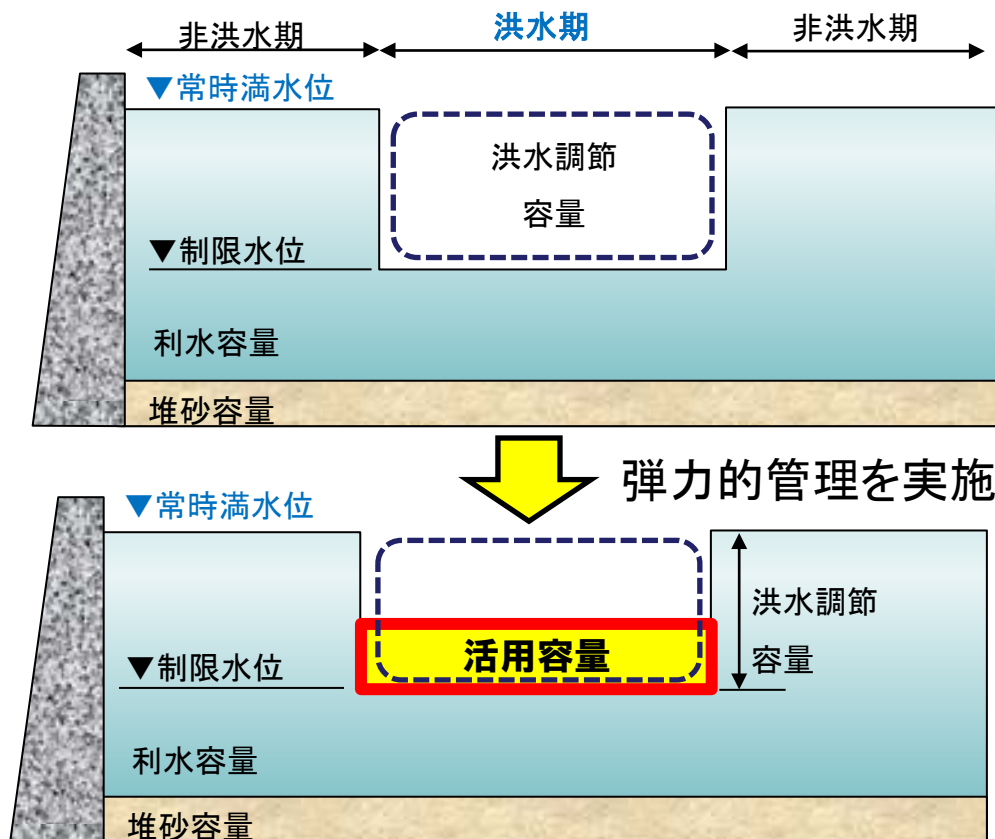 非洪水期
洪水期
非洪水期
▼常時満水位
洪水調節
容量
▼制限水位
利水容量
堆砂容量
弾力的管理を実施
▼常時満水位
洪水調節
容量
活用容量
▼制限水位
利水容量
堆砂容量